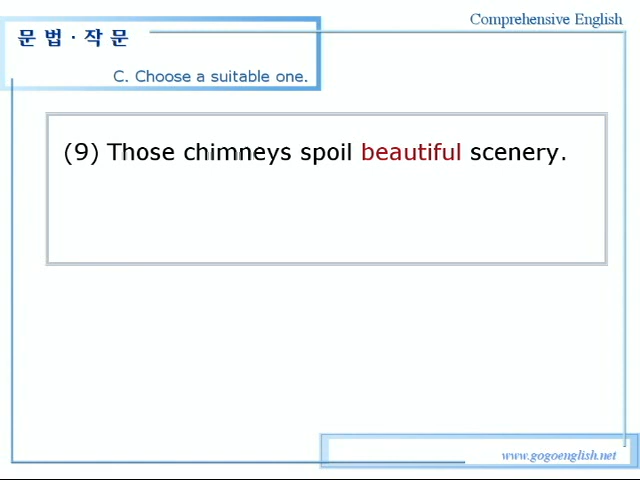 Comprehensive English
문 법 · 작 문
C. Choose a suitable one.
(9) Those chimneys spoil beautiful scenery.
www.gogoenglish.net